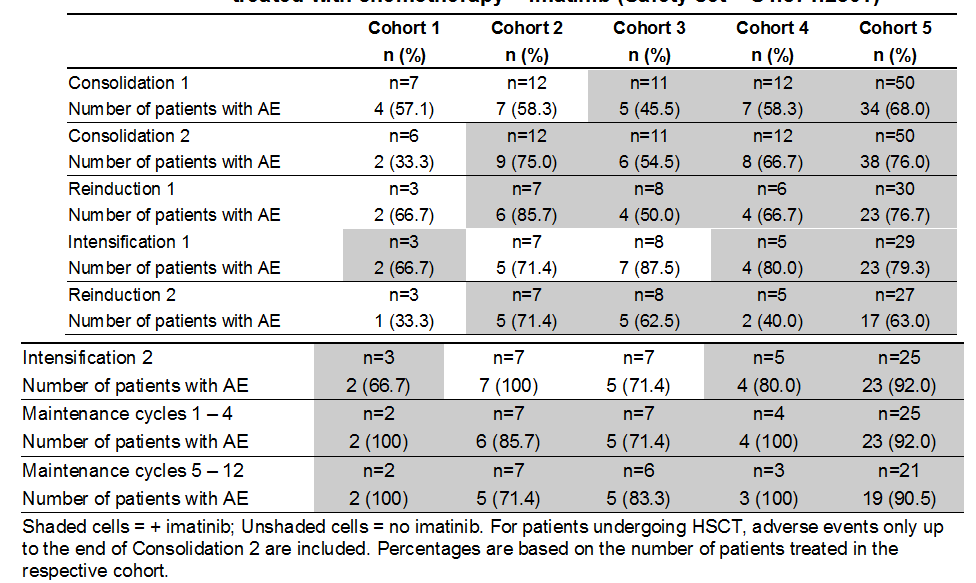 treated with chemotherapy
Cohort 1 Cohort 2 Cohort 3 Cohort 4 Cohort 5
n (%) n (%) n (%) n (%) n (%)
Consolidation 1 n=7 n=12 n=11 n=12 n=50
Number of patients with AE 4 (57.1) 7 (58.3) 5 (45.5) 7 (58.3) 34 (68.0)
Consolidation 2 n=6 n=12 n=11 n=12 n=50
Number of patients with AE 2 (33.3) 9 (75.0) 6 (54.5) 8 (66.7) 38 (76.0)
Reinduction 1 n=3 n=7 n=8 n=6 n=30
Number of patients with AE 2 (66.7) 6 (85.7) 4 (50.0) 4 (66.7) 23 (76.7)
Intensification 1 n=3 n=7 n=8 n=5 n=29
Number of patients with AE 2 (66.7) 5 (71.4) 7 (87.5) 4 (80.0) 23 (79.3)
Reinduction 2 n=3 n=7 n=8 n=5 n=27
Number of patients with AE 1 (33.3) 5 (71.4) 5 (62.5) 2 (40.0) 17 (63.0)
Intensification 2 n=3 n=7 n=7 n=5 n=25
Number of patients with AE 2 (66.7) 7 (100) 5 (71.4) 4 (80.0) 23 (92.0)
Maintenance cycles 1 – 4 n=2 n=7 n=7 n=4 n=25
Number of patients with AE 2 (100) 6 (85.7) 5 (71.4) 4 (100) 23 (92.0)
Maintenance cycles 5 – 12 n=2 n=7 n=6 n=3 n=21
Number of patients with AE 2 (100) 5 (71.4) 5 (83.3) 3 (100) 19 (90.5)
Shaded cells = + imatinib; Unshaded cells = no imatinib. For patients undergoing HSCT, adverse events only up
to the end of Consolidation 2 are included. Percentages are based on the number of patients treated in the
respective cohort.